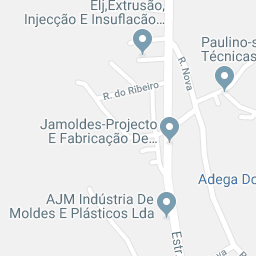 Elj,Extrusão,
Injecção E Insuflacão...
Paulino-s
Técnicas
R. Nova
R. do Ribeiro
Jamoldes-Projecto
E Fabricação De...
Adega Do
AJM Indústria De
Moldes E Plásticos Lda
Estr